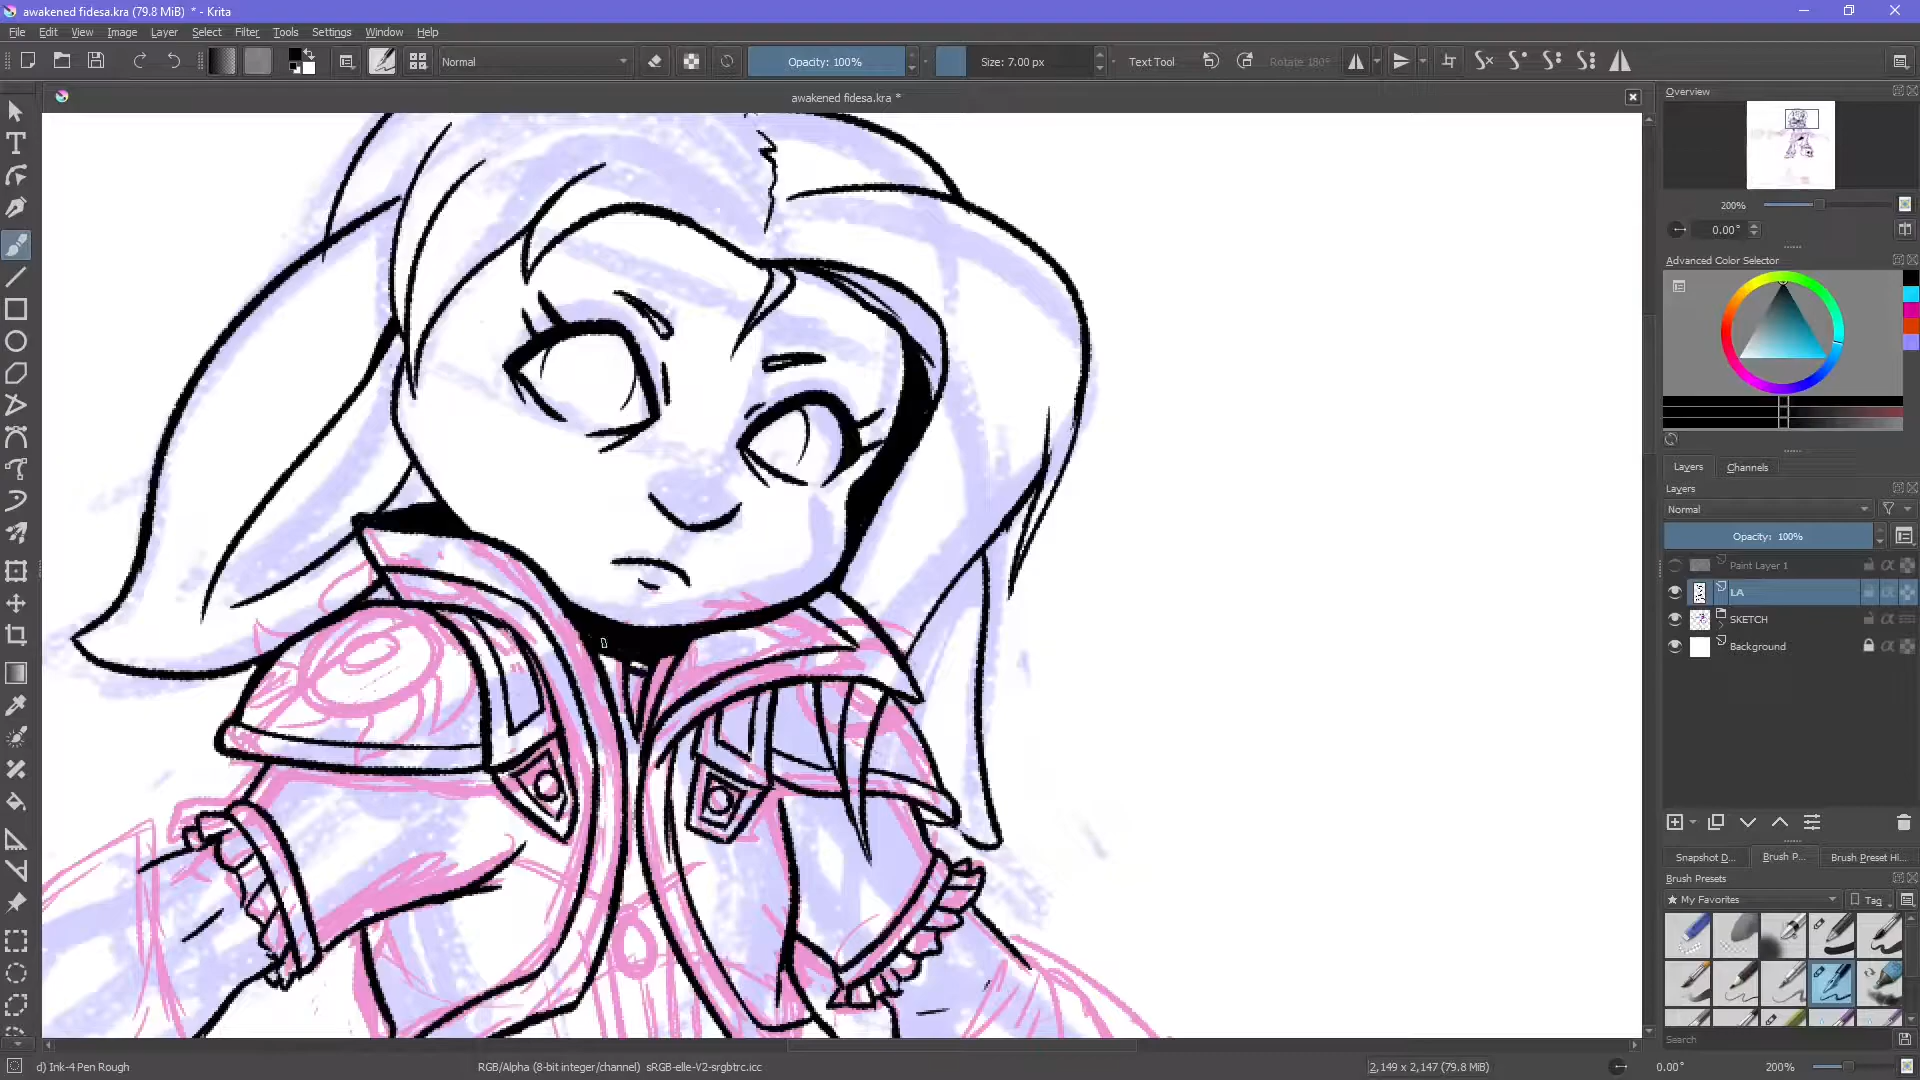 awakened fidesa.kra (79.8 MiB) * - Krita
File Edit View Image Layer Select Filter Tools Settings Window Help
Normal Opacity: 100% Size: 7.00 px Text Tool Rotate 180°
awakened fidesa.kra *
Overview
200%
0.00°
Advanced Color Selector
Layers Channels
Layers
Normal
Opacity: 100%
Paint Layer 1
LA
SKETCH
Background
Snapshot D... Brush P... Brush Preset Hi...
Brush Presets
★ My Favorites Tag
Search
d) Ink-4 Pen Rough RGB/Alpha (8-bit integer/channel) sRGB-elle-V2-srgbtrc.icc 2,149 x 2,147 (79.8 MiB) 0.00° 200%